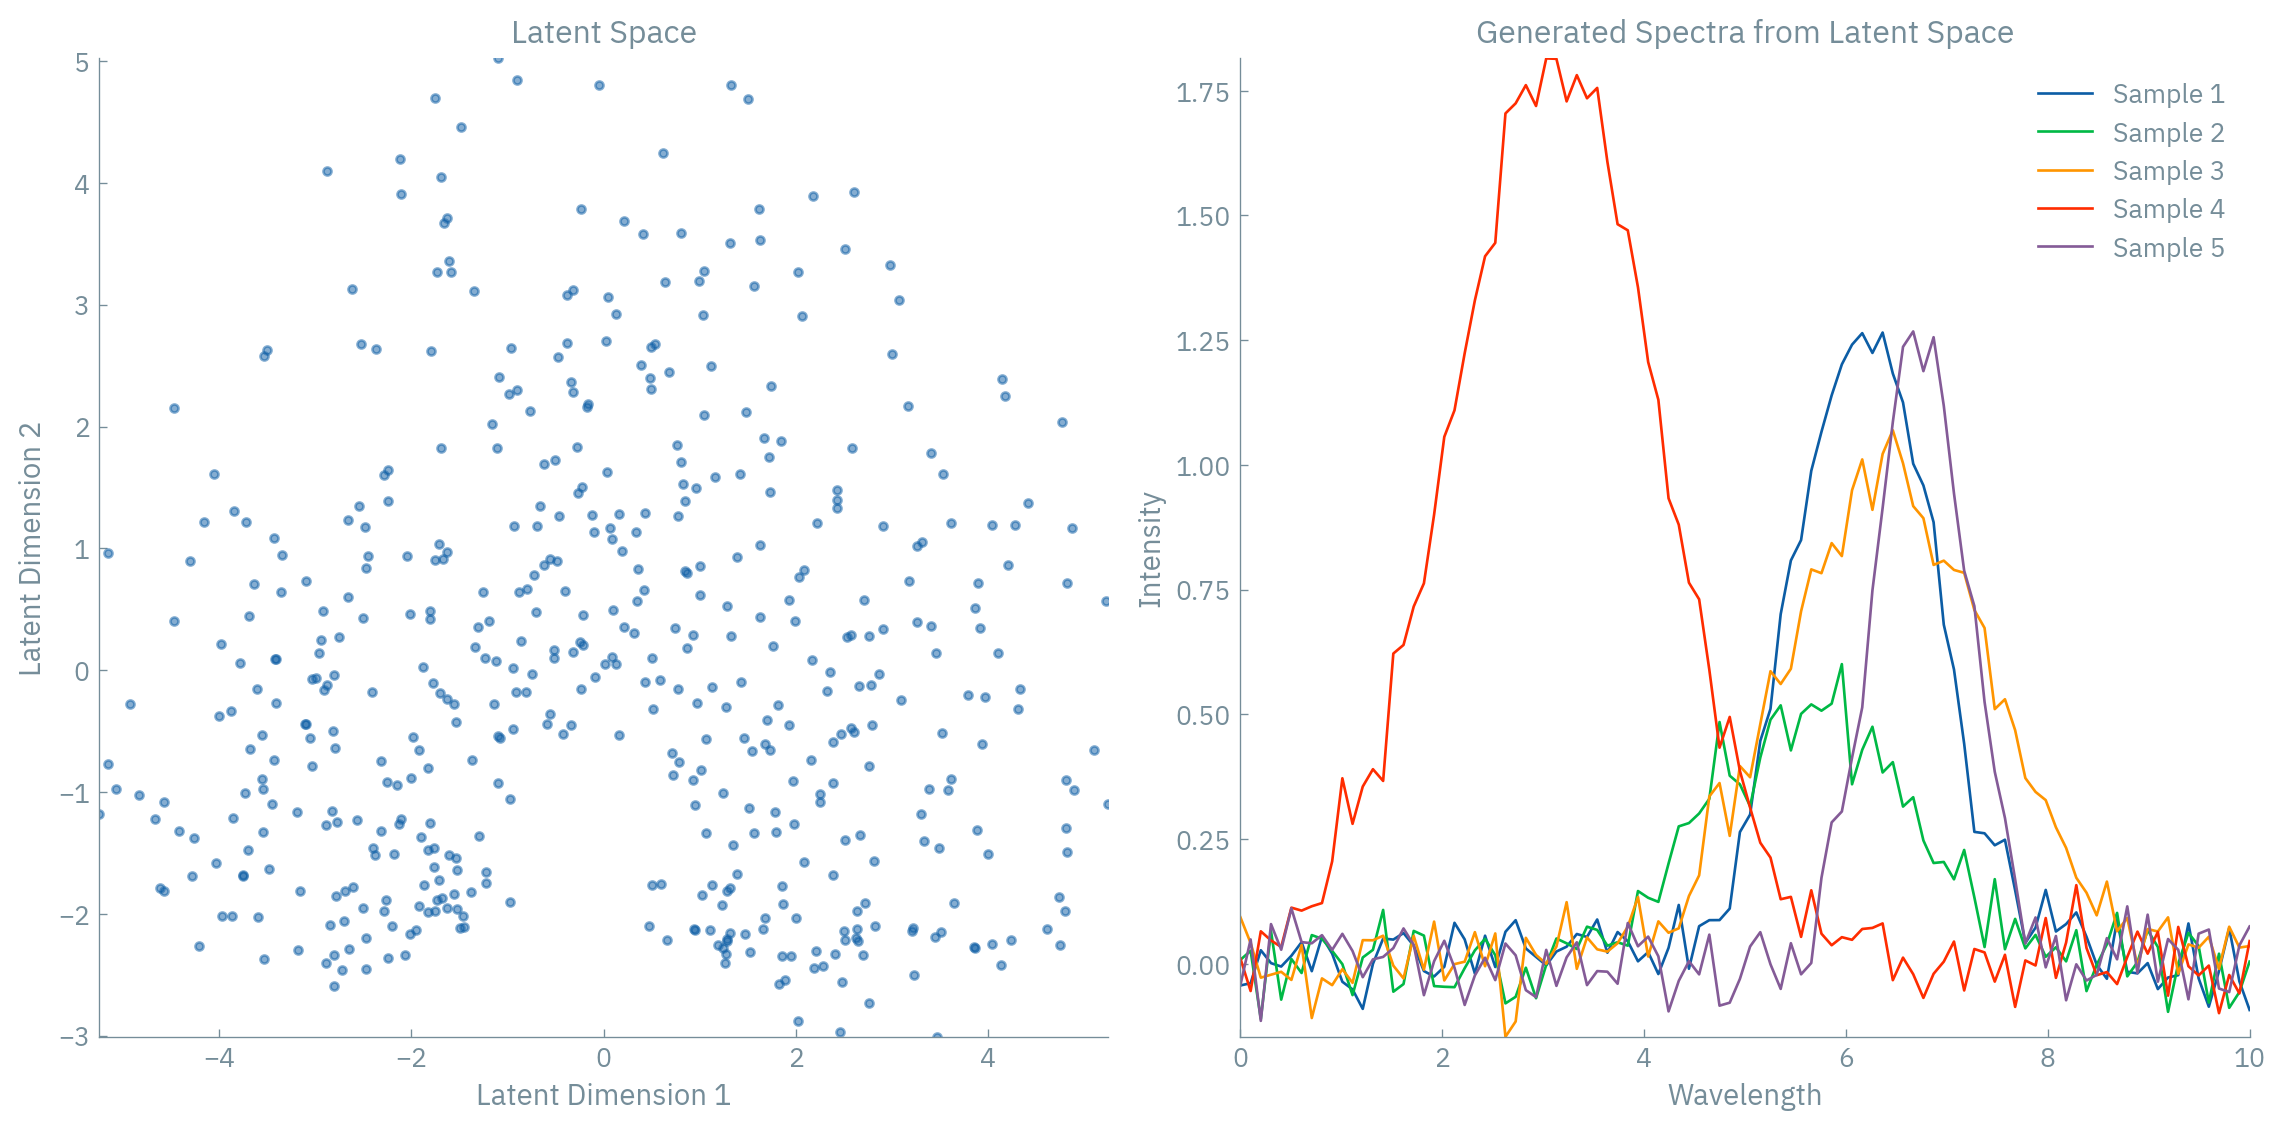 Latent Space
Latent Dimension 2
5
4
3
2
1
0
−1
−2
−3
−4
−2
0
2
4
Latent Dimension 1
Generated Spectra from Latent Space
Intensity
1.75
1.50
1.25
1.00
0.75
0.50
0.25
0.00
0
2
4
6
8
10
Wavelength
Sample 1
Sample 2
Sample 3
Sample 4
Sample 5